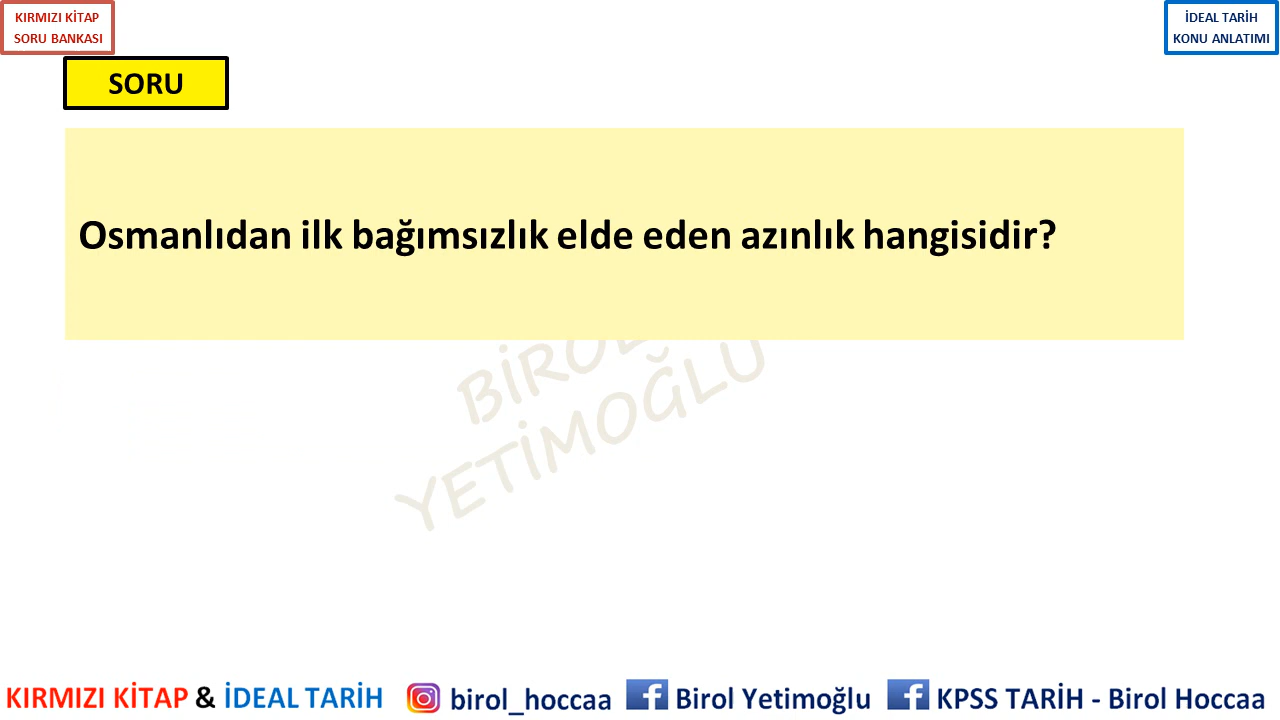 KIRMIZI KİTAP
SORU BANKASI
İDEAL TARİH
KONU ANLATIMI
SORU
Osmanlıdan ilk bağımsızlık elde eden azınlık hangisidir?
BİROL
YETİMOĞLU
KIRMIZI KİTAP & İDEAL TARİH birol_hoccaa Birol Yetimoğlu KPSS TARİH - Birol Hoccaa